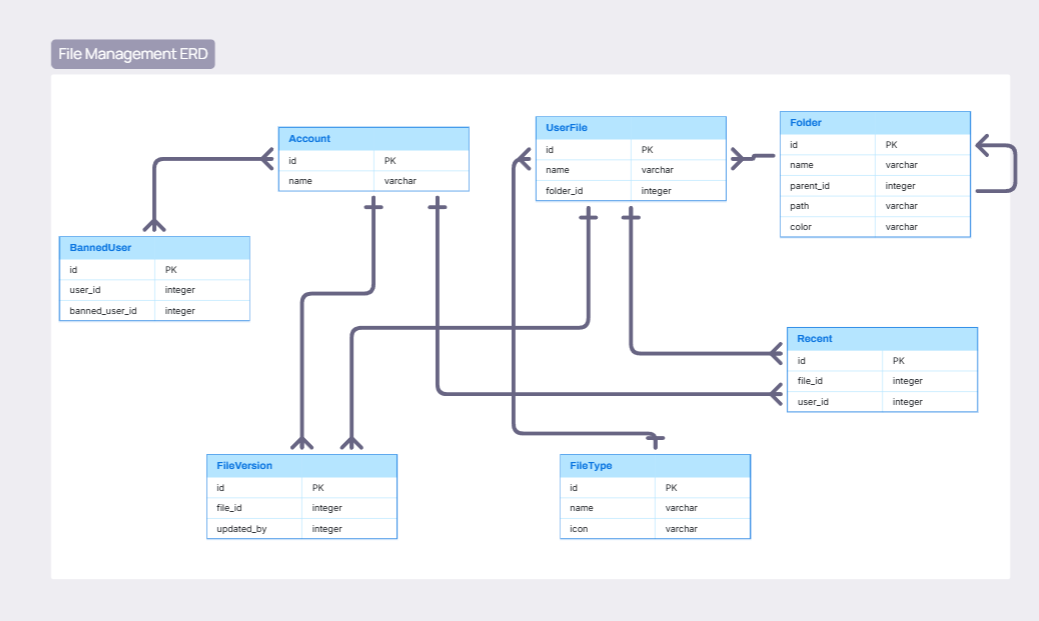 File Management ERD
Account
id PK
name varchar
UserFile
id PK
name varchar
folder_id integer
Folder
id PK
name varchar
parent_id integer
path varchar
color varchar
BannedUser
id PK
user_id integer
banned_user_id integer
Recent
id PK
file_id integer
user_id integer
FileVersion
id PK
file_id integer
updated_by integer
FileType
id PK
name varchar
icon varchar